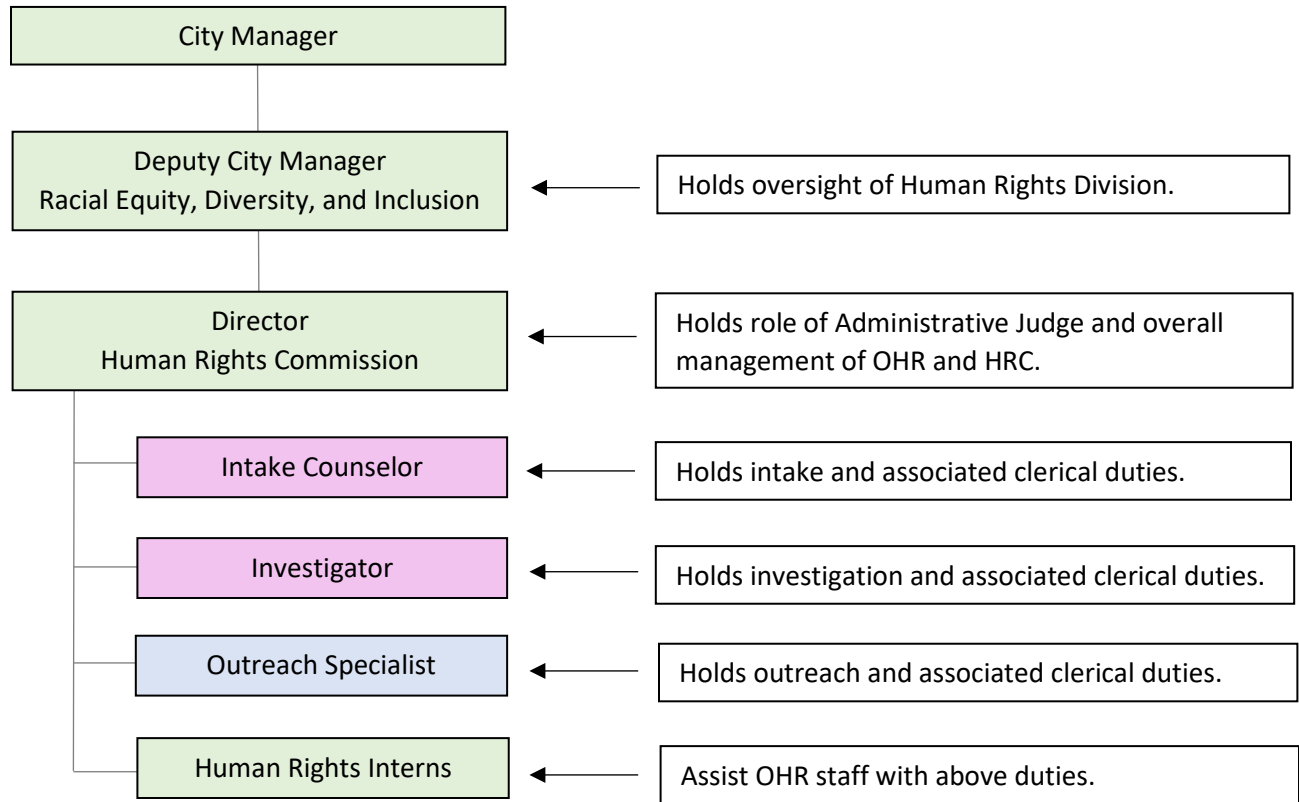 City Manager
Deputy City Manager
Racial Equity, Diversity, and Inclusion
Holds oversight of Human Rights Division.
Director
Human Rights Commission
Holds role of Administrative Judge and overall
management of OHR and HRC.
Intake Counselor
Holds intake and associated clerical duties.
Investigator
Holds investigation and associated clerical duties.
Outreach Specialist
Holds outreach and associated clerical duties.
Human Rights Interns
Assist OHR staff with above duties.